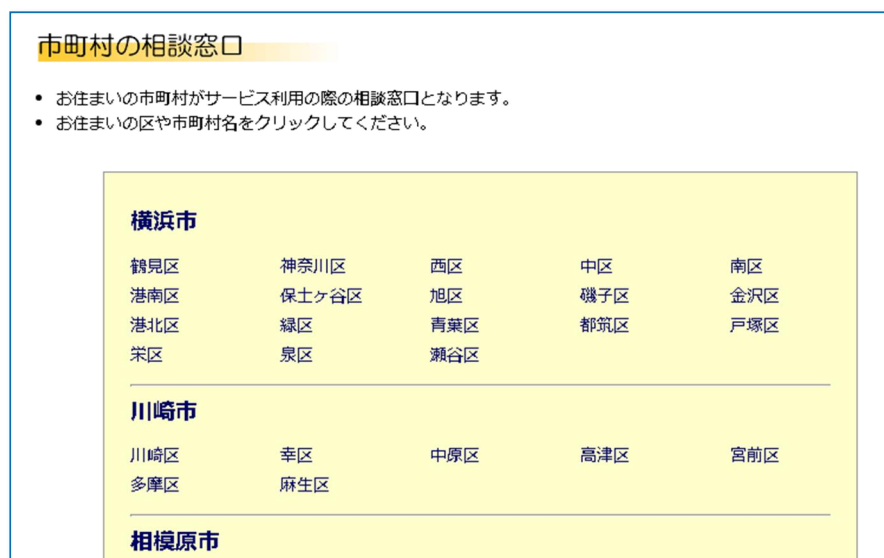 市町村の相談窓口
• お住まいの市町村がサービス利用の際の相談窓口となります。
• お住まいの区や市町村名をクリックしてください。
横浜市
鶴見区 神奈川区 西区 中区 南区
港南区 保土ヶ谷区 旭区 磯子区 金沢区
港北区 緑区 青葉区 都筑区 戸塚区
栄区 泉区 瀬谷区
川崎市
川崎区 幸区 中原区 高津区 宮前区
多摩区 麻生区
相模原市